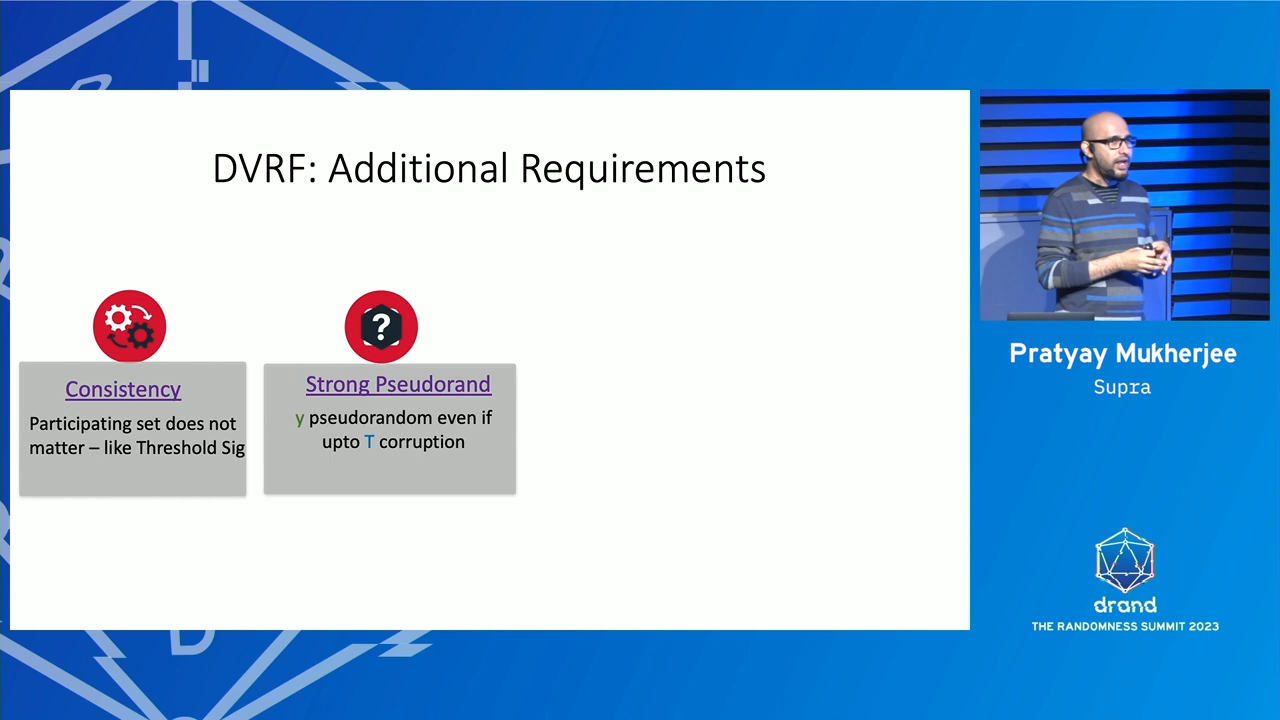 DVRF: Additional Requirements
?
Consistency
Participating set does not
matter – like Threshold Sig
Strong Pseudorand
y pseudorandom even if
upto T corruption
Pratyay Mukherjee
Supra
drand
THE RANDOMNESS SUMMIT 2023